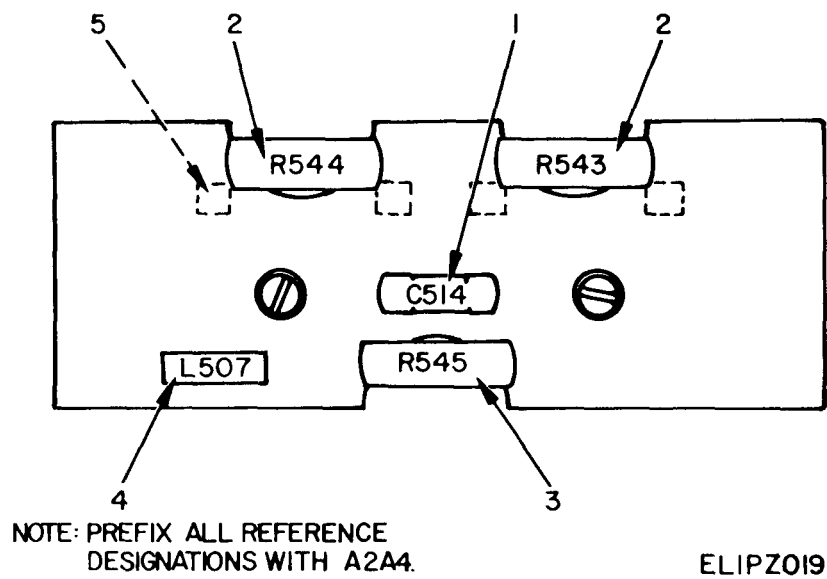 5 2 1 2
R544 R543
C514
L507 R545
4 3
NOTE: PREFIX ALL REFERENCE
DESIGNATIONS WITH A2A4.
ELIPZ019